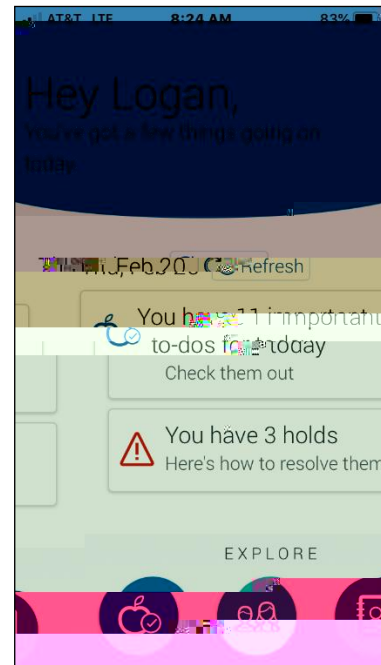 AT&T LTE 8:24 AM 83%
Hey Logan,
You've got a few things going on
today.
Feb 20 Refresh
You have 11 important
to-dos for today
Check them out
You have 3 holds
Here's how to resolve them
EXPLORE